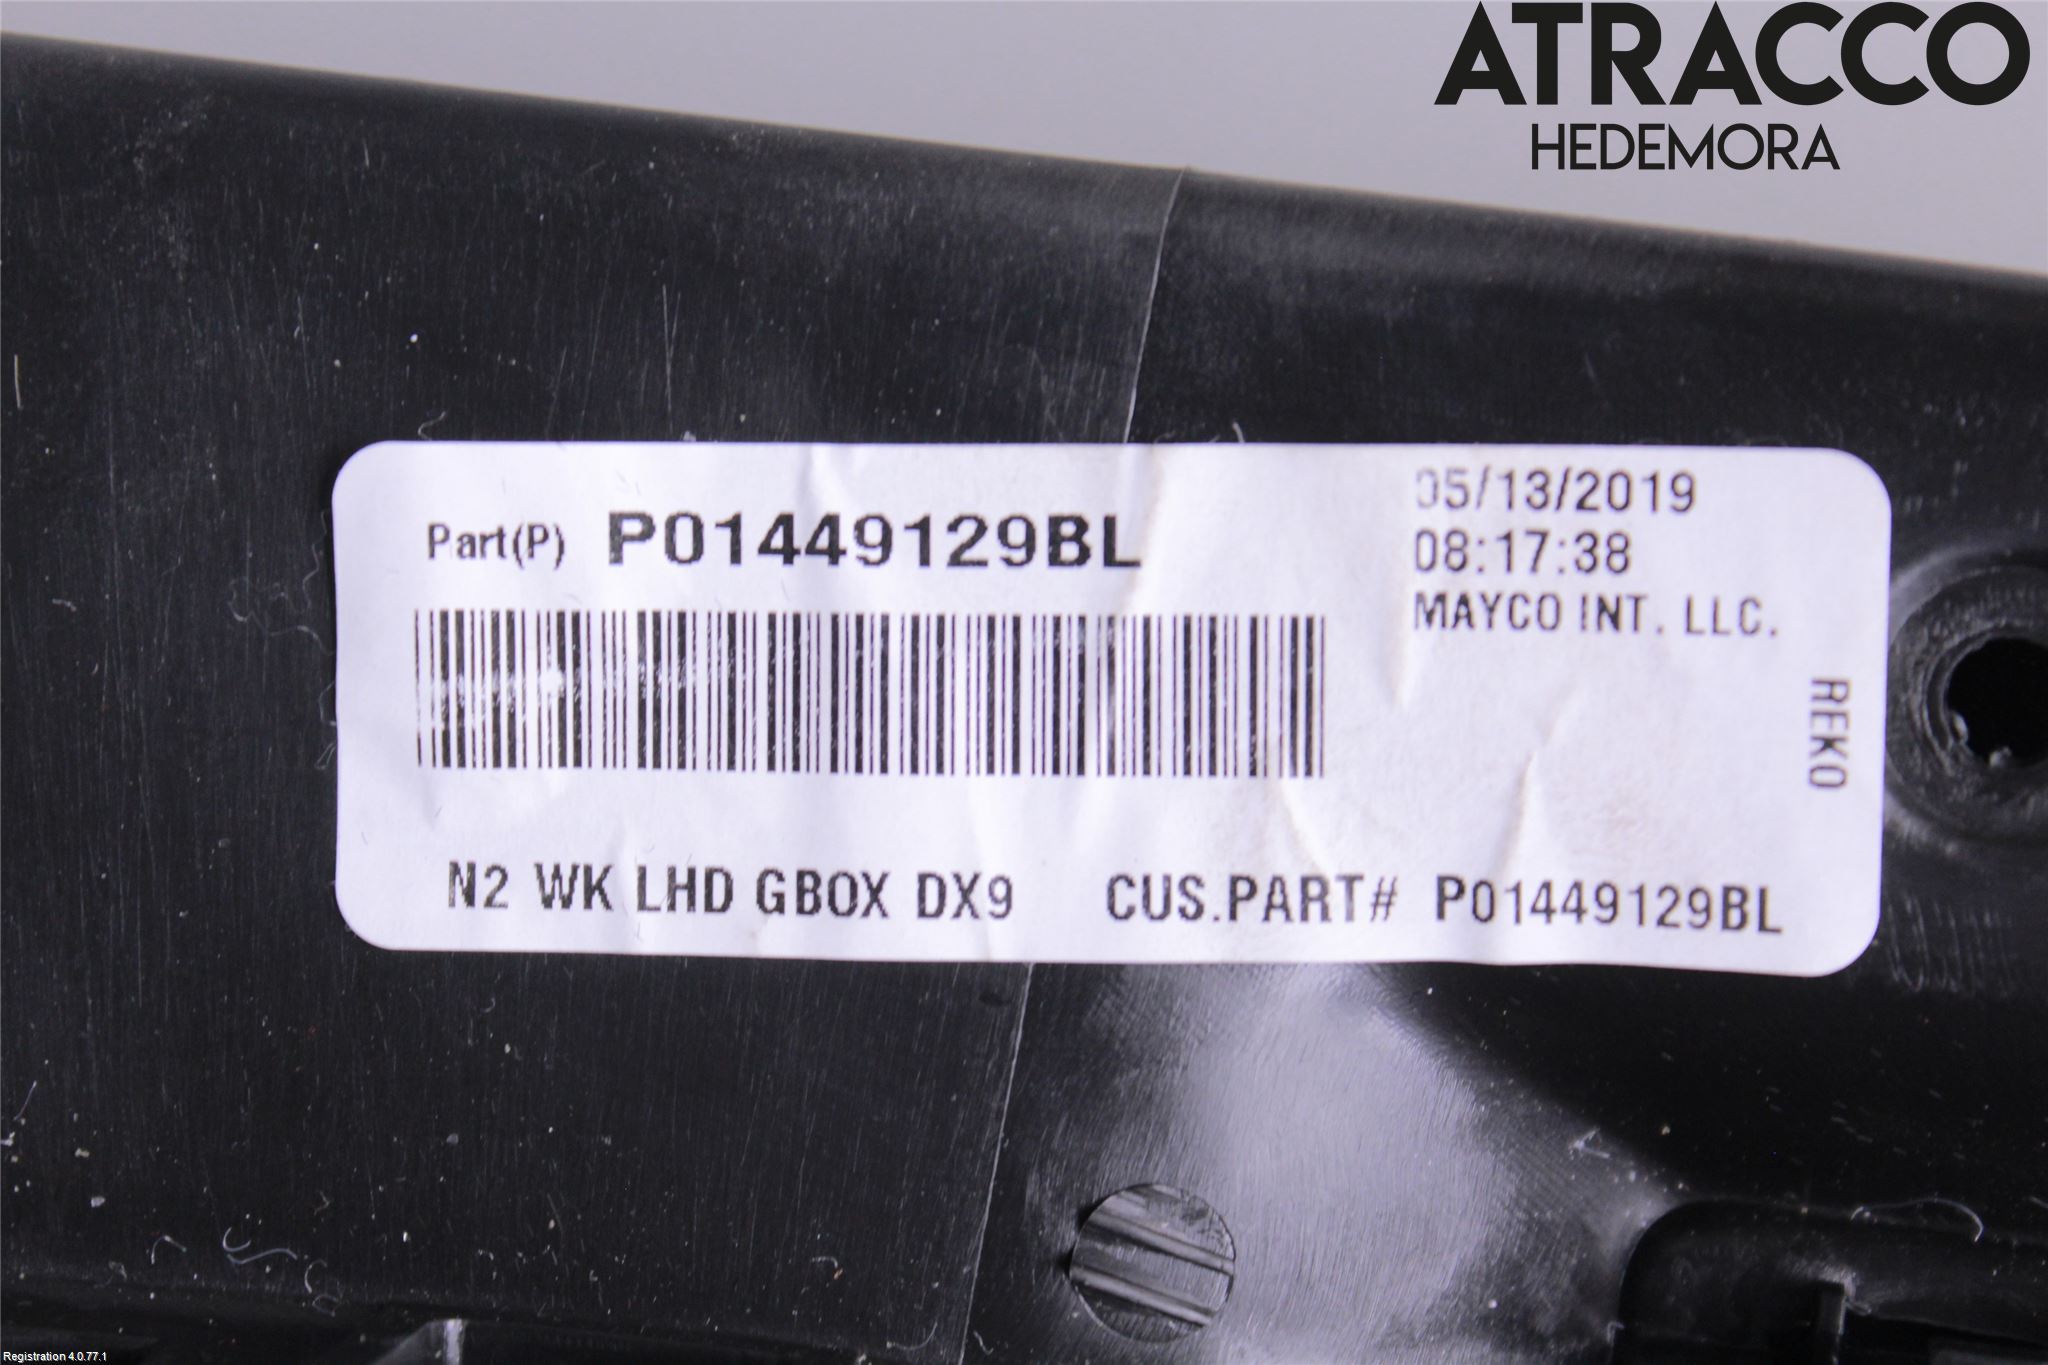 ATRACCO
HEDEMORA
Part(P) P01449129BL
05/13/2019
08:17:38
MAYCO INT. LLC.
REK0
N2 WK LHD GBOX DX9 CUS.PART# P01449129BL
Registration 4.0.77.1